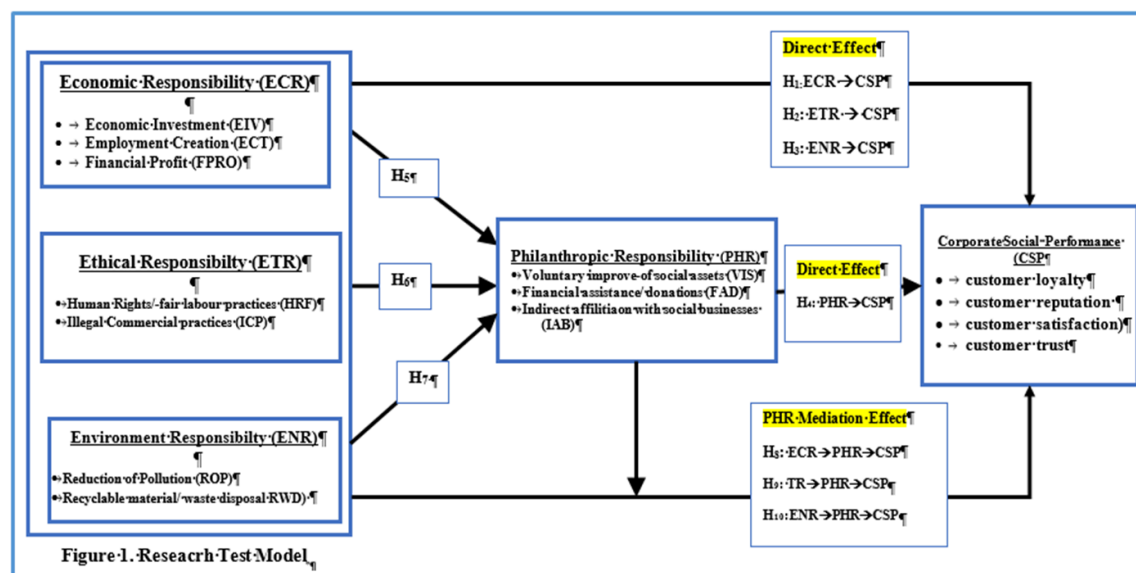 Economic·Responsibility·(ECR)¶
¶
• → Economic·Investment·(EIV)¶
• → Employment·Creation·(ECT)¶
• → Financial·Profit·(FPRO)¶
Ethical·Responsibilty·(ETR)¶
¶
•→Human·Rights/·fair·labour·practices·(HRF)¶
•→Illegal·Commercial·practices·(ICP)¶
Environment·Responsibilty·(ENR)¶
¶
•→Reduction·of·Pollution·(ROP)¶
•→Recyclable·material/·waste·disposal·RWD)·¶
Figure·1.·Reseacrh·Test·Model.¶
H5¶
H6¶
H7·¶
Philanthropic·Responsibility·(PHR)¶
•→Voluntary·improve·of·social·assets·(VIS)¶
•→Financial·assistance/·donations·(FAD)¶
•→Indirect·affilitiaon·with·social·businesses·
(IAB)¶
Direct·Effect¶
H1:ECR→CSP¶
H2:·ETR·→·CSP¶
H3:·ENR→CSP¶
Direct·Effect¶
H4:·PHR→CSP¶
PHR·Mediation·Effect¶
H8:·ECR→PHR→CSP¶
H9:·TR→PHR→CSP¶
H10:·ENR→PHR→CSP¶
Corporate·Social·Performance·
(CSP¶
• → customer·loyalty¶
• → customer·reputation·¶
• → customer·satisfaction)¶
• → customer·trust¶